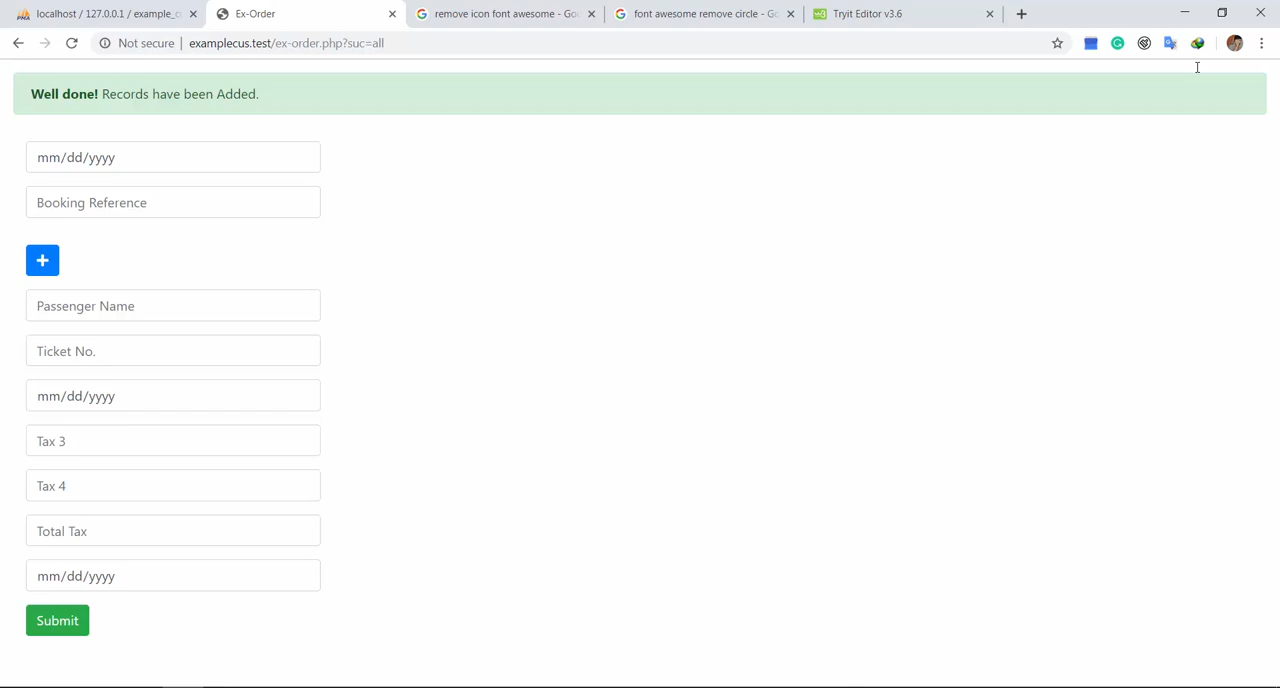 localhost / 127.0.0.1 / example_c
Ex-Order
remove icon font awesome - Goo
font awesome remove circle - Go
Tryit Editor v3.6
Not secure
examplecus.test/ex-order.php?suc=all
Well done! Records have been Added.
mm/dd/yyyy
Booking Reference
Passenger Name
Ticket No.
mm/dd/yyyy
Tax 3
Tax 4
Total Tax
mm/dd/yyyy
Submit